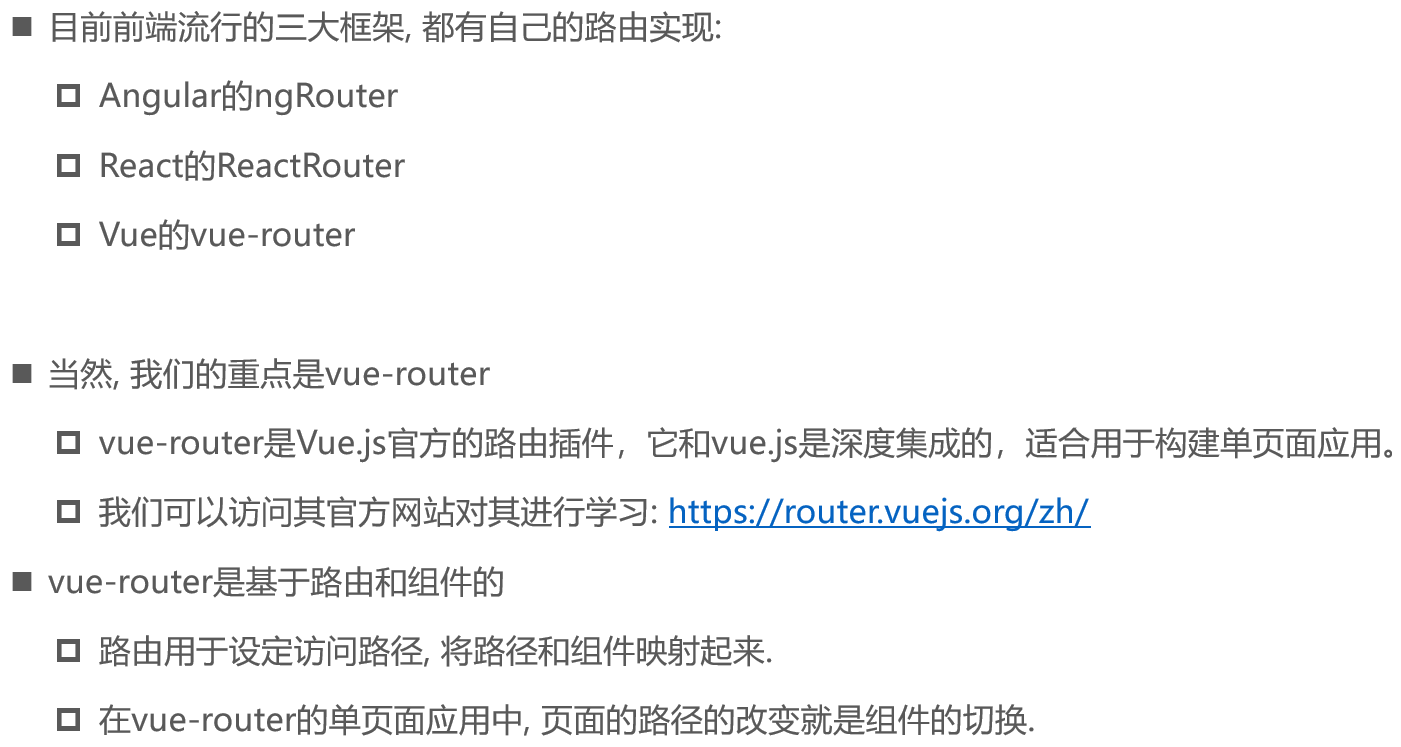 目前前端流行的三大框架, 都有自己的路由实现:
Angular的ngRouter
React的ReactRouter
Vue的vue-router
当然, 我们的重点是vue-router
vue-router是Vue.js官方的路由插件，它和vue.js是深度集成的，适合用于构建单页面应用。
我们可以访问其官方网站对其进行学习: https://router.vuejs.org/zh/
vue-router是基于路由和组件的
路由用于设定访问路径, 将路径和组件映射起来.
在vue-router的单页面应用中, 页面的路径的改变就是组件的切换.